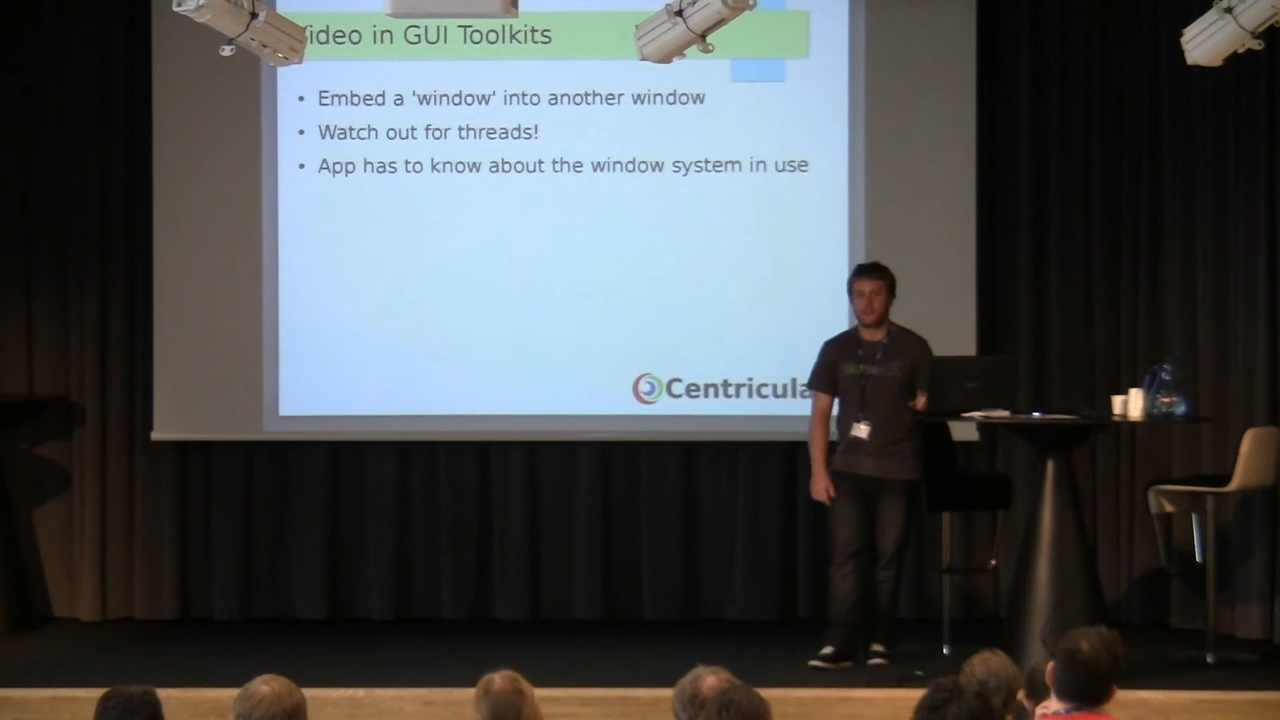 ideo in GUI Toolkits
• Embed a 'window' into another window
• Watch out for threads!
• App has to know about the window system in use
Centricula